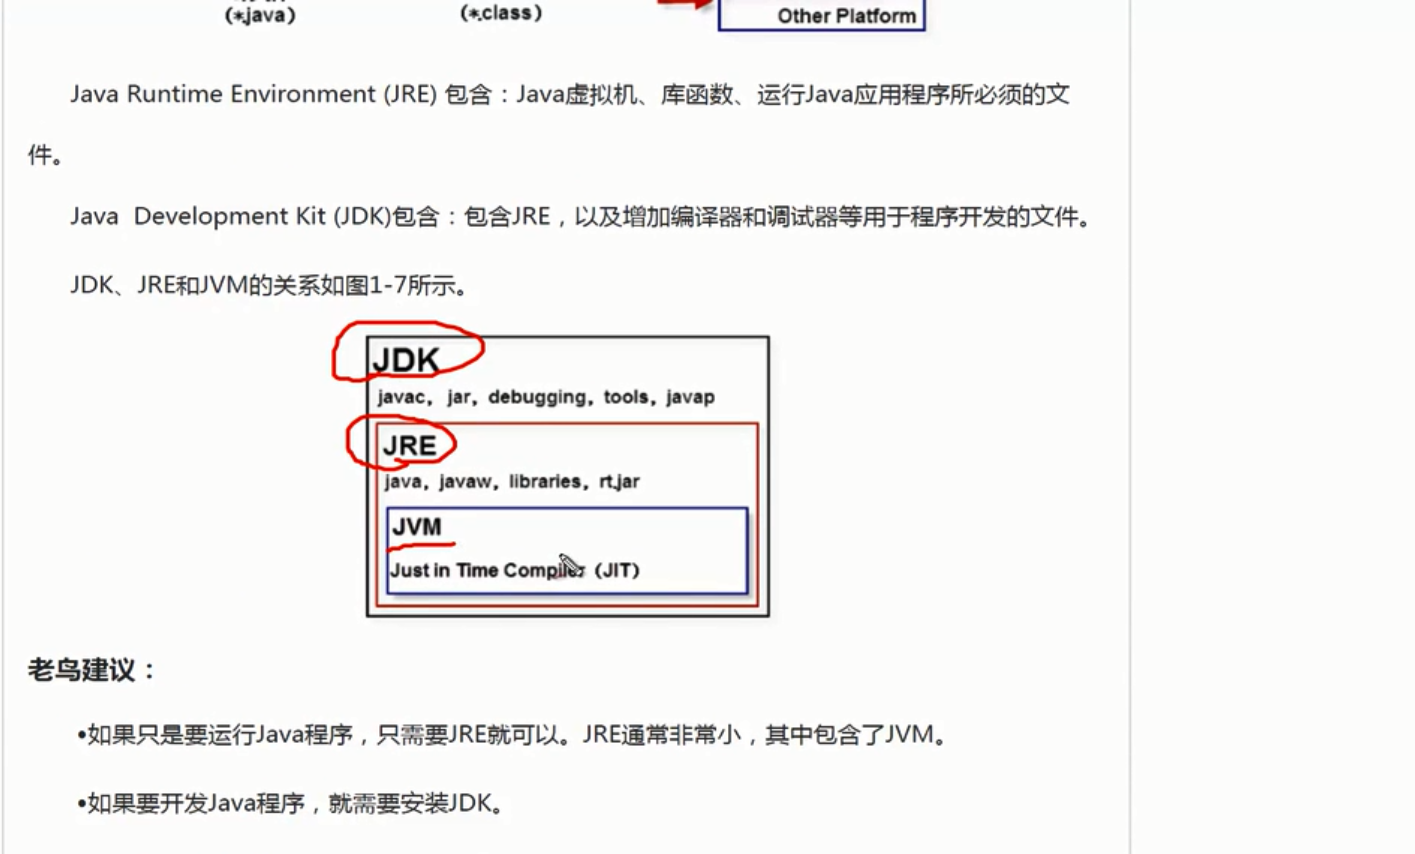 (*.java)
(*.class)
Other Platform
Java Runtime Environment (JRE) 包含：Java虚拟机、库函数、运行Java应用程序所必须的文
件。
Java  Development Kit (JDK)包含：包含JRE，以及增加编译器和调试器等用于程序开发的文件。
JDK、JRE和JVM的关系如图1-7所示。
JDK
javac, jar, debugging, tools, javap
JRE
java, javaw, libraries, rt.jar
JVM
Just in Time Compiler (JIT)
老鸟建议：
•如果只是要运行Java程序，只需要JRE就可以。JRE通常非常小，其中包含了JVM。
•如果要开发Java程序，就需要安装JDK。